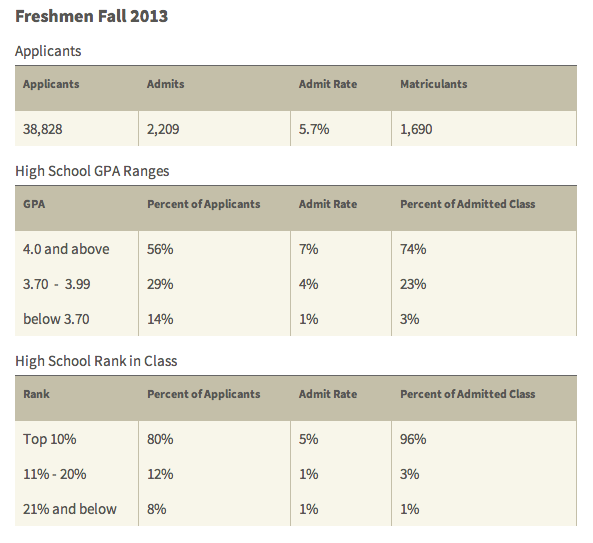 Freshmen Fall 2013
Applicants
Applicants Admits Admit Rate Matriculants
38,828 2,209 5.7% 1,690
High School GPA Ranges
GPA Percent of Applicants Admit Rate Percent of Admitted Class
4.0 and above 56% 7% 74%
3.70 - 3.99 29% 4% 23%
below 3.70 14% 1% 3%
High School Rank in Class
Rank Percent of Applicants Admit Rate Percent of Admitted Class
Top 10% 80% 5% 96%
11% - 20% 12% 1% 3%
21% and below 8% 1% 1%